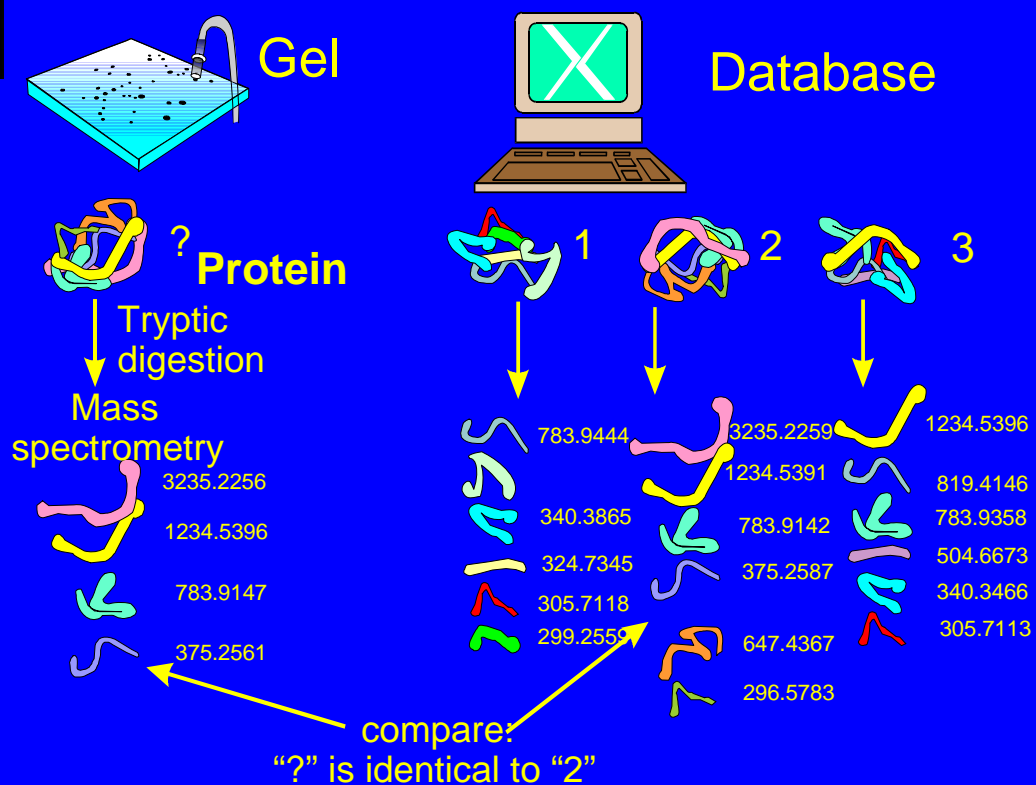 Gel
Database
?
Protein
1
2
3
Tryptic
digestion
Mass
spectrometry
3235.2256
1234.5396
783.9147
375.2561
783.9444
340.3865
324.7345
305.7118
299.2559
3235.2259
1234.5391
783.9142
375.2587
647.4367
296.5783
1234.5396
819.4146
783.9358
504.6673
340.3466
305.7113
compare:
“?” is identical to “2”